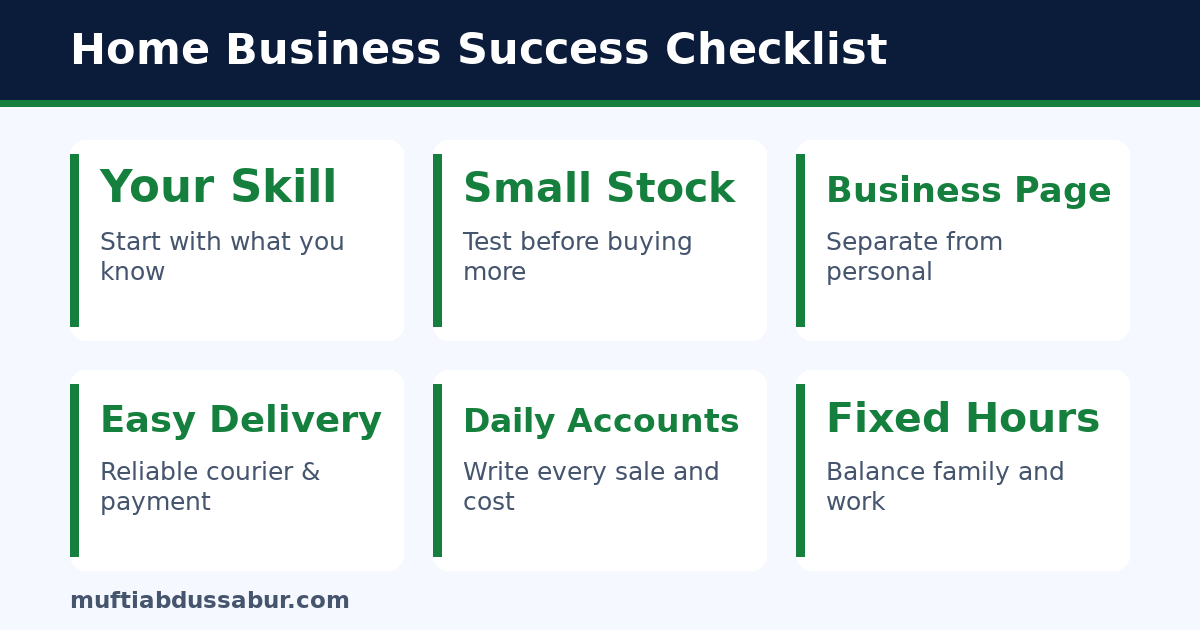 Home Business Success Checklist
Your Skill
Start with what you
know
Small Stock
Test before buying
more
Business Page
Separate from
personal
Easy Delivery
Reliable courier &
payment
Daily Accounts
Write every sale and
cost
Fixed Hours
Balance family and
work
muftiabdussabur.com